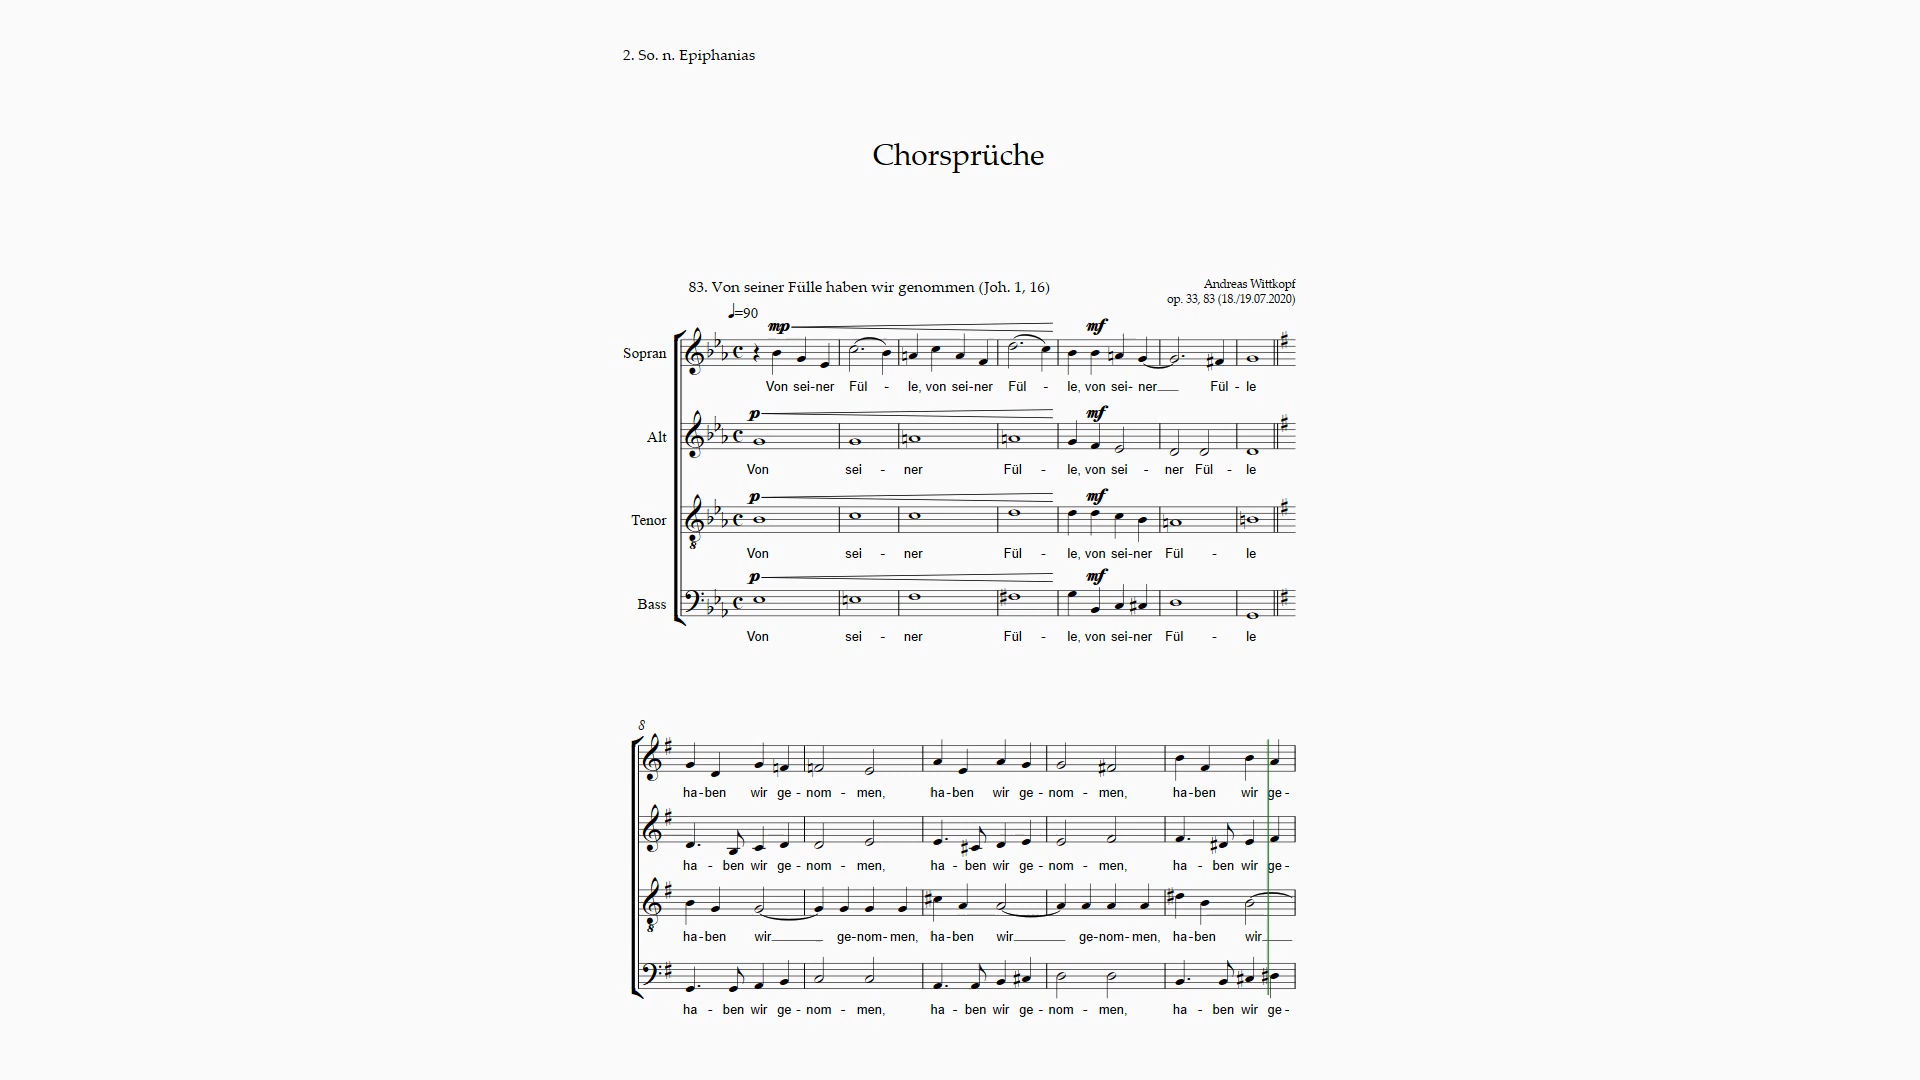 2. So. n. Epiphanias
Chorsprüche
83. Von seiner Fülle haben wir genommen (Joh. 1, 16)
Andreas Wittkopf
op. 33, 83 (18./19.07.2020)
♩=90
mp mf
Sopran
Von sei-ner Fül - le, von sei-ner Fül - le, von sei- ner___ Fül - le
p mf
Alt
Von sei - ner Fül - le, von sei - ner Fül - le
p mf
Tenor
Von sei - ner Fül - le, von sei-ner Fül - le
p mf
Bass
Von sei - ner Fül - le, von sei-ner Fül - le
8
ha-ben wir ge - nom - men, ha-ben wir ge - nom - men, ha-ben wir ge -
ha - ben wir ge - nom - men, ha - ben wir ge - nom - men, ha - ben wir ge -
ha-ben wir___ ge-nom-men, ha-ben wir___ ge-nom-men, ha-ben wir___
ha - ben wir ge - nom - men, ha - ben wir ge - nom - men, ha - ben wir ge -